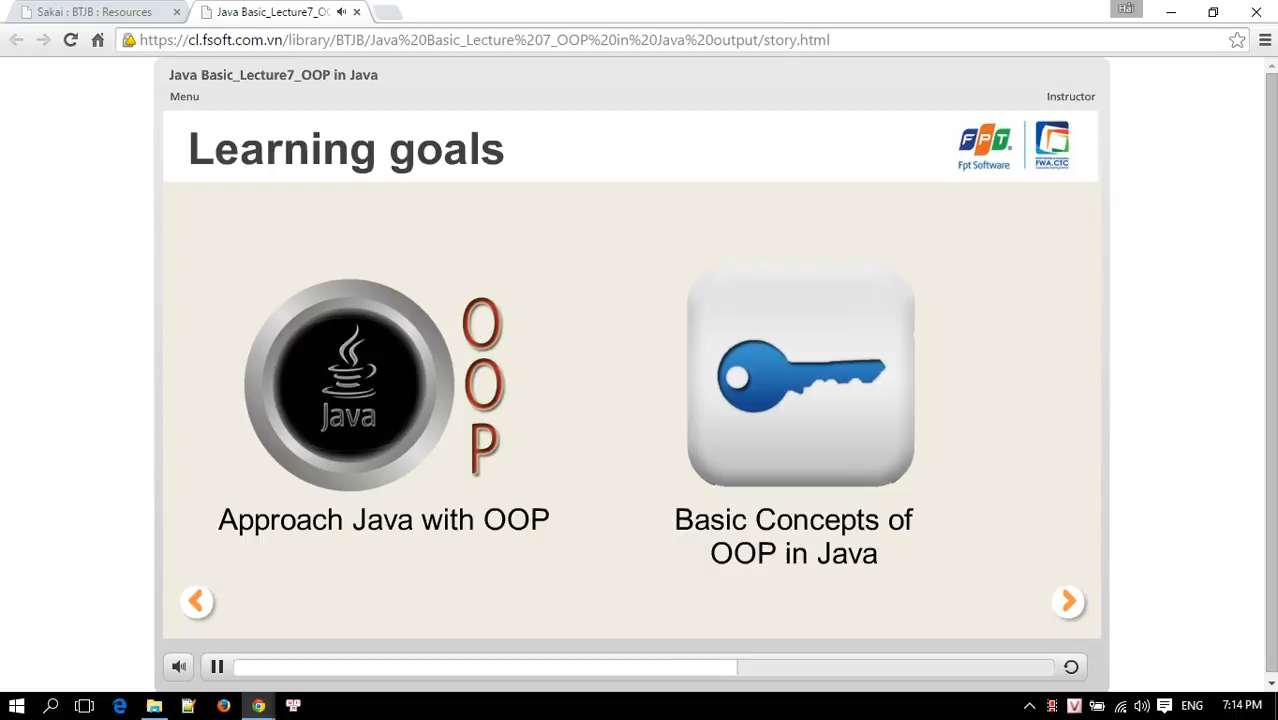 Sakai : BTJB : Resources
Java Basic_Lecture7_OO
Hải
https://cl.fsoft.com.vn/library/BTJB/Java%20Basic_Lecture%207_OOP%20in%20Java%20output/story.html
Java Basic_Lecture7_OOP in Java
Menu
Instructor
Learning goals
FPT
Fpt Software
FWA.CTC
Java
O
O
P
Approach Java with OOP
Basic Concepts of
OOP in Java
ENG
7:14 PM